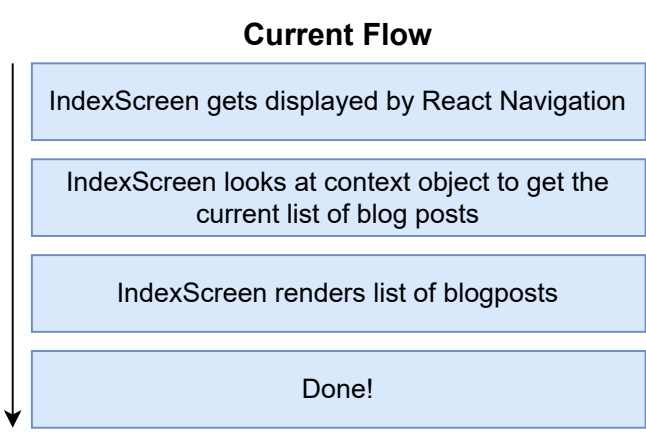 Current Flow
IndexScreen gets displayed by React Navigation
IndexScreen looks at context object to get the
current list of blog posts
IndexScreen renders list of blogposts
Done!